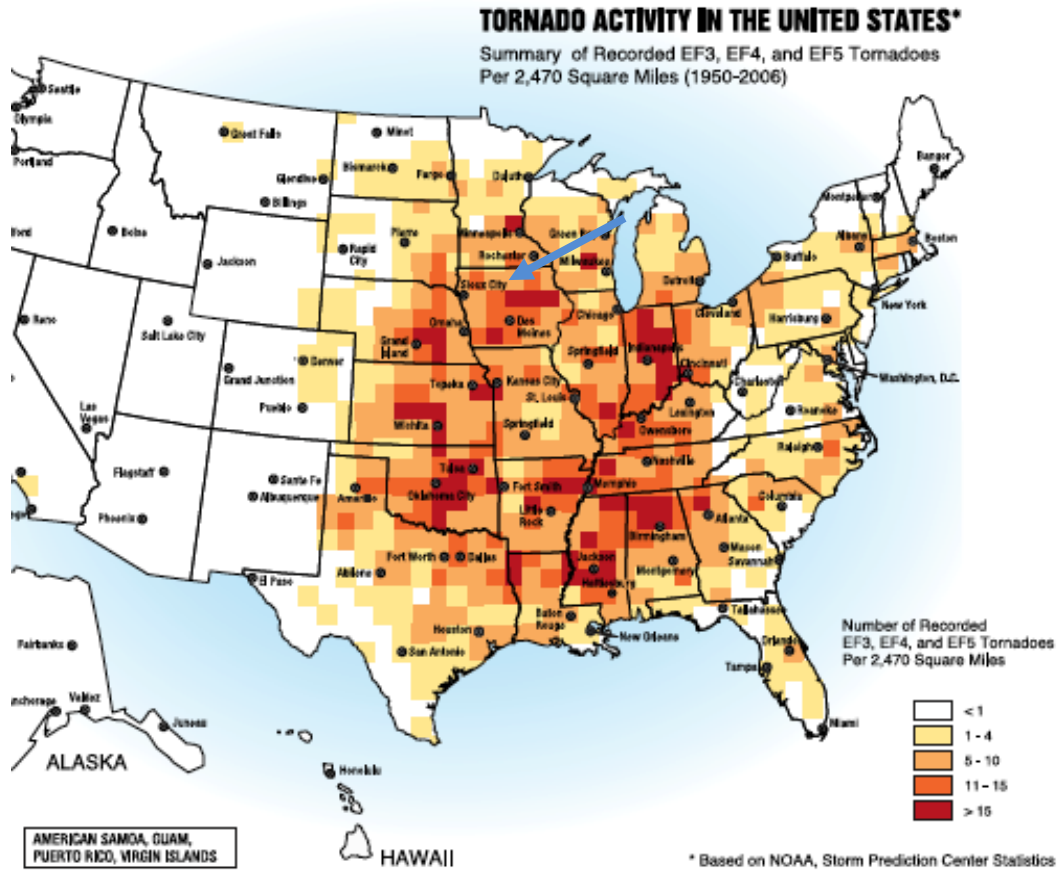 TORNADO ACTIVITY IN THE UNITED STATES*
Summary of Recorded EF3, EF4, and EF5 Tornadoes
Per 2,470 Square Miles (1950-2006)
Seattle
Olympia
Portland
Great Falls
Minot
Bismarck
Fargo
Duluth
Glendive
Billings
Boise
Bangor
Montpelier
Pierre
Rapid
City
Minneapolis
Green
Rochester
Milwaukee
Albany
Boston
Buffalo
Jackson
Sioux City
Detroit
Chicago
Cleveland
New York
Reno
Salt Lake City
Omaha
Des
Moines
Harrisburg
Grand
Island
Springfield
Indianapolis
Cincinnati
Denver
Grand Junction
Topeka
Kansas City
St. Louis
Charleston
Washington, D.C.
Pueblo
Las
Vegas
Wichita
Springfield
Lexington
Owensboro
Roanoke
Raleigh
Flagstaff
Santa Fe
Albuquerque
Amarillo
Tulsa
Oklahoma City
Fort Smith
Memphis
Nashville
Columbia
Phoenix
Little
Rock
Birmingham
Atlanta
El Paso
Abilene
Fort Worth
Dallas
Jackson
Hattiesburg
Montgomery
Macon
Savannah
Houston
San Antonio
Baton
Rouge
New Orleans
Tallahassee
Orlando
Tampa
Miami
Fairbanks
Anchorage
Valdez
Juneau
ALASKA
Honolulu
HAWAII
AMERICAN SAMOA, GUAM,
PUERTO RICO, VIRGIN ISLANDS
Number of Recorded
EF3, EF4, and EF5 Tornadoes
Per 2,470 Square Miles
< 1
1 - 4
5 - 10
11 - 15
> 15
* Based on NOAA, Storm Prediction Center Statistics